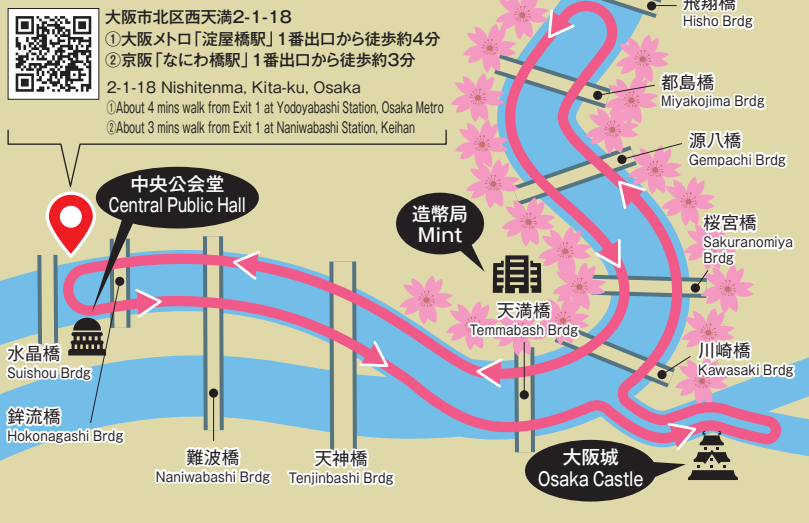 大阪市北区西天満2-1-18
①大阪メトロ「淀屋橋駅」1番出口から徒歩約4分
②京阪「なにわ橋駅」1番出口から徒歩約3分
2-1-18 Nishitenma, Kita-ku, Osaka
①About 4 mins walk from Exit 1 at Yodoyabashi Station, Osaka Metro
②About 3 mins walk from Exit 1 at Naniwabashi Station, Keihan
飛翔橋
Hisho Brdg
都島橋
Miyakojima Brdg
源八橋
Gempachi Brdg
中央公会堂
Central Public Hall
造幣局
Mint
桜宮橋
Sakuranomiya
Brdg
天満橋
Temmabash Brdg
水晶橋
Suishou Brdg
川崎橋
Kawasaki Brdg
鉾流橋
Hokonagashi Brdg
難波橋
Naniwabashi Brdg
天神橋
Tenjinbashi Brdg
大阪城
Osaka Castle